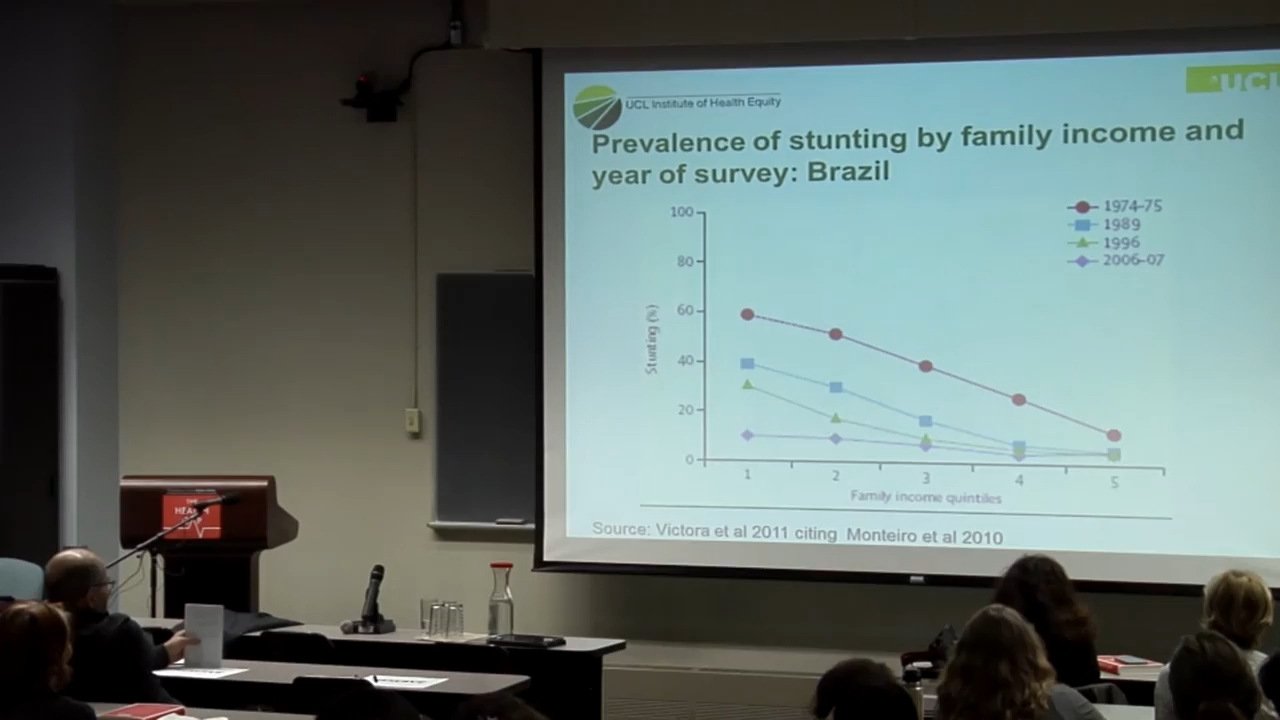 UCL Institute of Health Equity
UCL
Prevalence of stunting by family income and
year of survey: Brazil
100
80
60
40
20
0
Stunting (%)
1974-75
1989
1996
2006-07
1
2
3
4
5
Family income quintiles
Source: Victora et al 2011 citing Monteiro et al 2010
THE